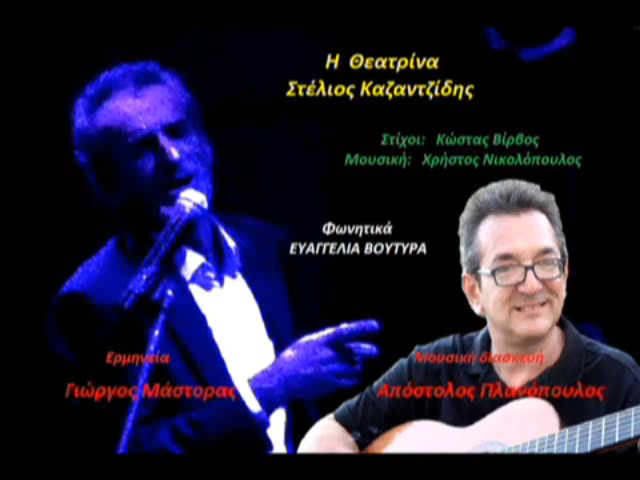 Η Θεατρίνα
Στέλιος Καζαντζίδης
Στίχοι: Κώστας Βίρβος
Μουσική: Χρήστος Νικολόπουλος
Φωνητικά
ΕΥΑΓΓΕΛΙΑ ΒΟΥΤΥΡΑ
Ερμηνεία
Γιώργος Μάστορας
Μουσική διασκευή
Απόστολος Πλανόπουλος